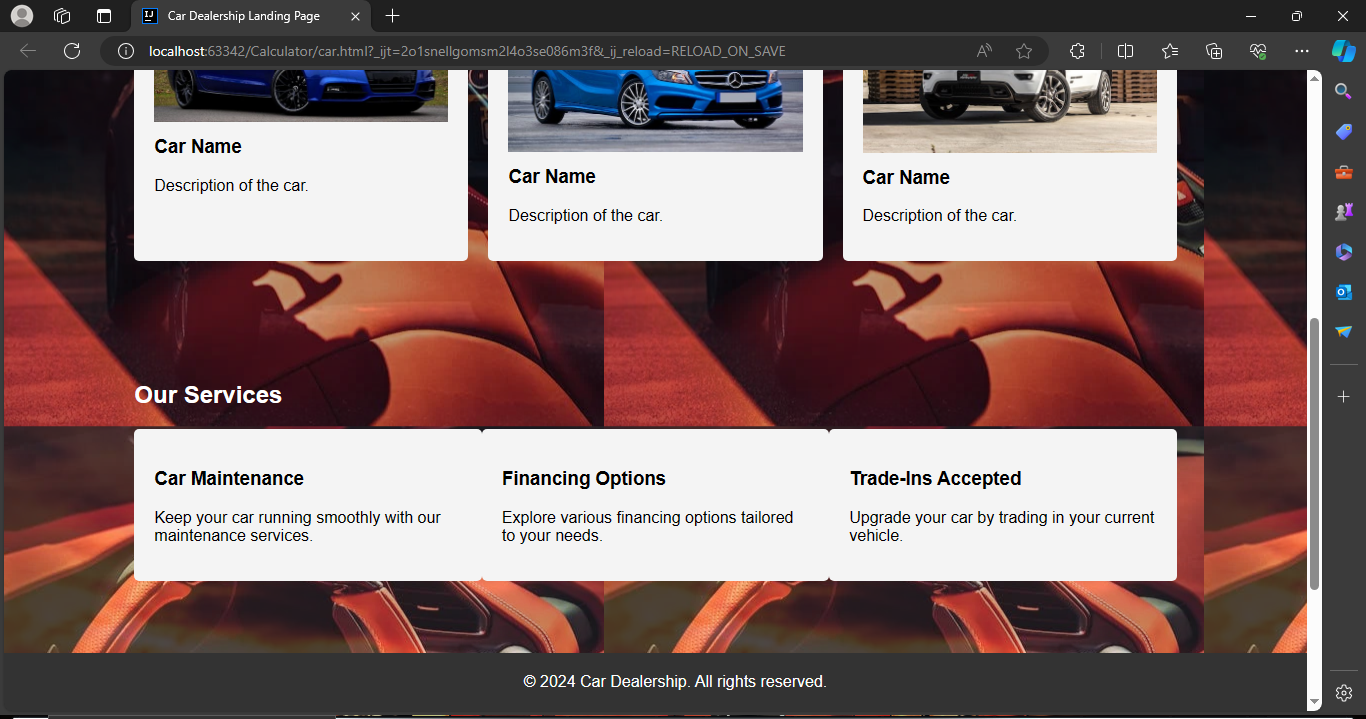 Car Dealership Landing Page
localhost:63342/Calculator/car.html?_ijt=2o1snellgomsm2l4o3se086m3f&_ij_reload=RELOAD_ON_SAVE
Car Name
Description of the car.
Car Name
Description of the car.
Car Name
Description of the car.
Our Services
Car Maintenance
Keep your car running smoothly with our
maintenance services.
Financing Options
Explore various financing options tailored
to your needs.
Trade-Ins Accepted
Upgrade your car by trading in your current
vehicle.
© 2024 Car Dealership. All rights reserved.